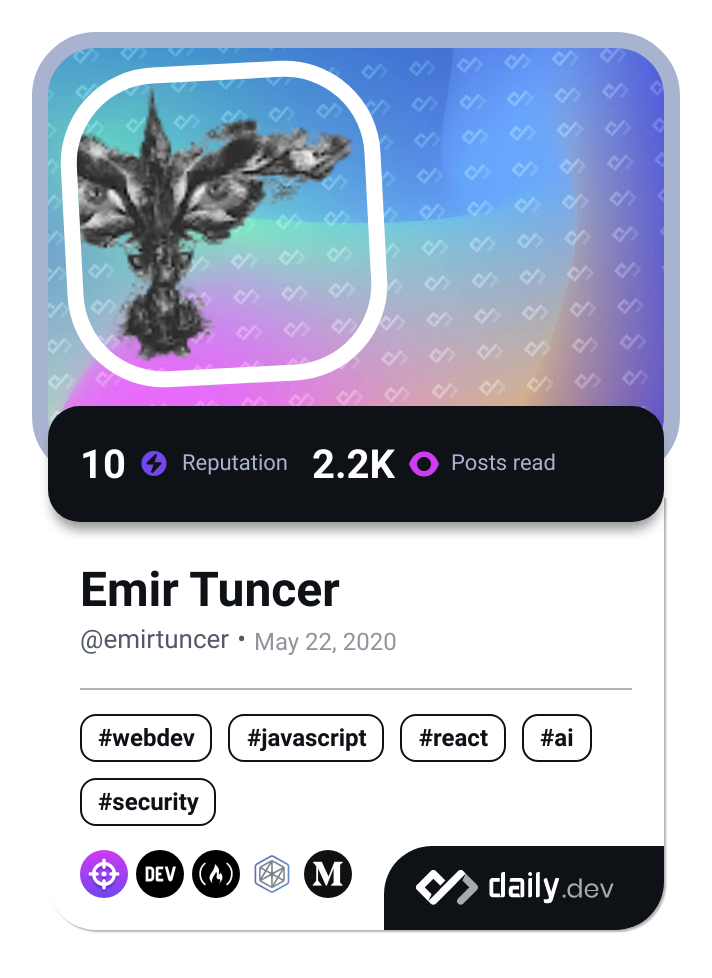 10 Reputation 2.2K Posts read
Emir Tuncer
@emirtuncer • May 22, 2020
#webdev #javascript #react #ai
#security
DEV M
daily.dev